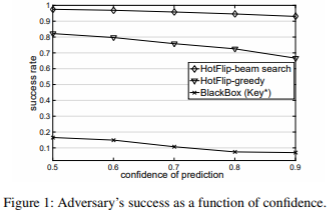 1
0.9
0.8
0.7
0.6
0.5
0.4
0.3
0.2
0.1
success rate
HotFlip-beam search
HotFlip-greedy
BlackBox (Key*)
0.5 0.6 0.7 0.8 0.9
confidence of prediction
Figure 1: Adversary's success as a function of confidence.